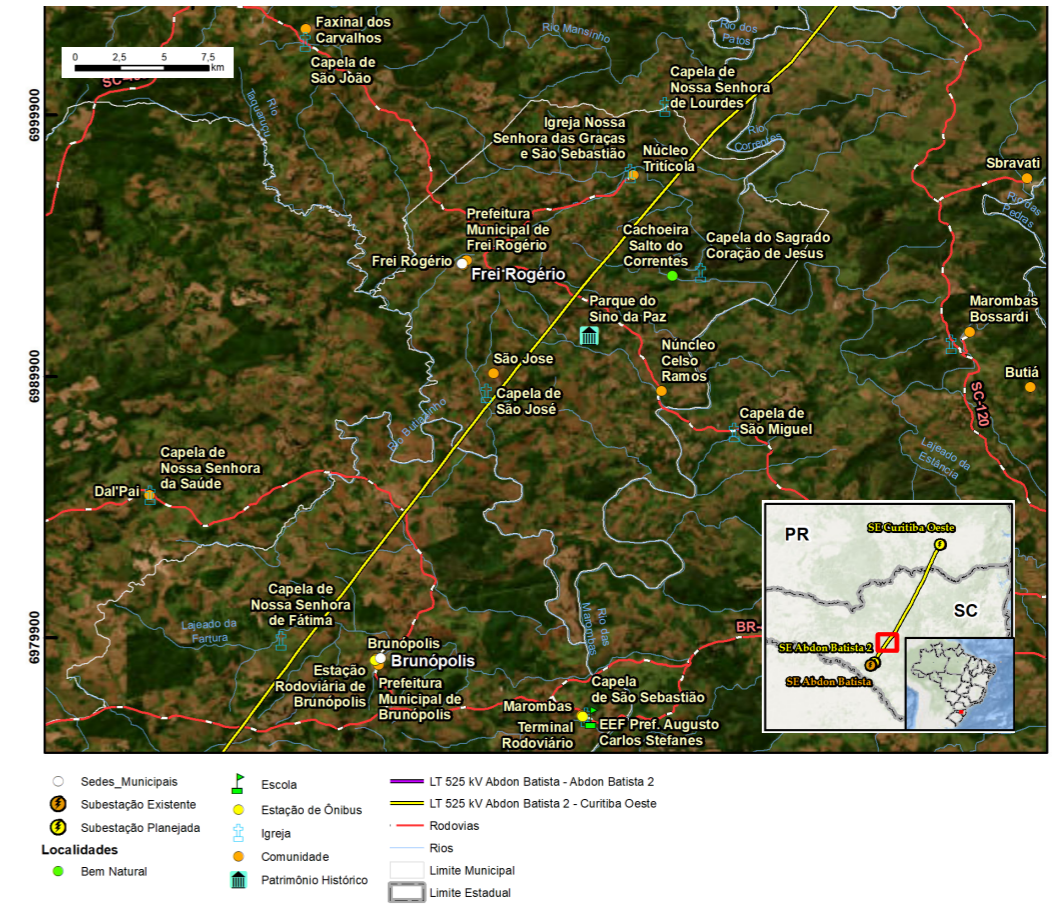 Faxinal dos
Carvalhos
Capela de
São João
0
2,5
5
7,5
km
Rio Mansinho
Rio dos
Patos
Rio
Taquaruçu
Capela de
Nossa Senhora
de Lourdes
Igreja Nossa
Senhora das Graças
e São Sebastião
Núcleo
Tritícola
Rio
Correntes
Sbravati
Rio das
Pedras
6999900
Prefeitura
Municipal de
Frei Rogério
Frei Rogério
Frei Rogério
Cachoeira
Salto do
Correntes
Capela do Sagrado
Coração de Jesus
Parque do
Sino da Paz
Marombas
Bossardi
Núncleo
Celso
Ramos
Butiá
São Jose
Capela de
São José
6989900
SC-120
Capela de
São Miguel
Lajeado da
Estância
Capela de
Nossa Senhora
da Saúde
Dal'Pai
Capela de
Nossa Senhora
de Fátima
Lajeado da
Fartura
Rio das
Marombas
6979900
BR-
Brunópolis
Brunópolis
Estação
Rodoviária de
Brunópolis
Prefeitura
Municipal de
Brunópolis
Capela
de São Sebastião
Marombas
Terminal
Rodoviário
EEF Pref. Augusto
Carlos Stefanes
PR
SE Curitiba Oeste
SC
SE Abdon Batista 2
SE Abdon Batista
Sedes_Municipais
Subestação Existente
Subestação Planejada
Localidades
Bem Natural
Escola
Estação de Ônibus
Igreja
Comunidade
Patrimônio Histórico
LT 525 kV Abdon Batista - Abdon Batista 2
LT 525 kV Abdon Batista 2 - Curitiba Oeste
Rodovias
Rios
Limite Municipal
Limite Estadual